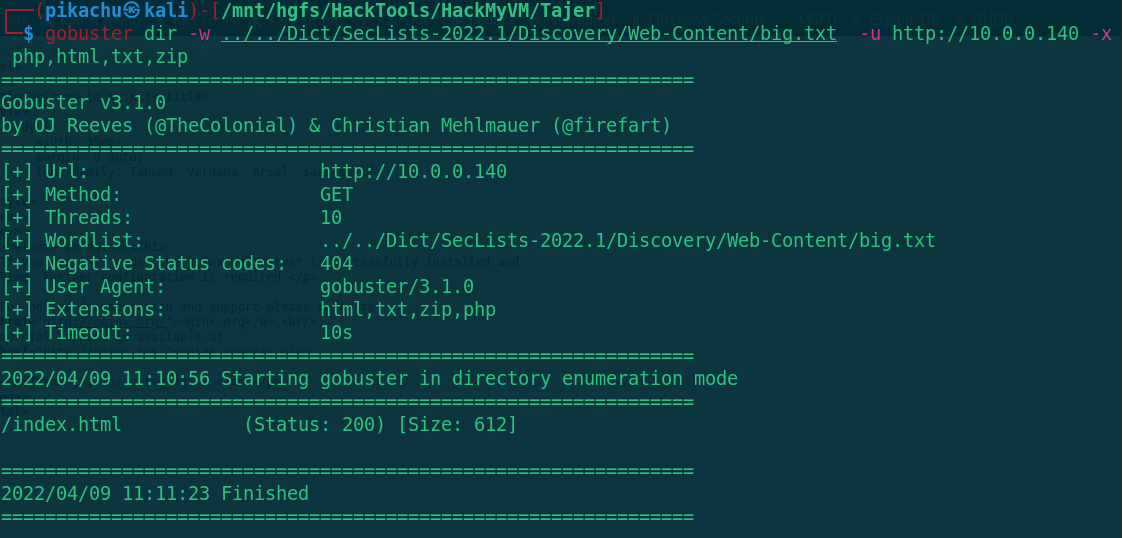 ┌──(pikachu㉿kali)-[/mnt/hgfs/HackTools/HackMyVM/Tajer]
└─$ gobuster dir -w ../../Dict/SecLists-2022.1/Discovery/Web-Content/big.txt  -u http://10.0.0.140 -x
php,html,txt,zip
===============================================================
Gobuster v3.1.0
by OJ Reeves (@TheColonial) & Christian Mehlmauer (@firefart)
===============================================================
[+] Url:                     http://10.0.0.140
[+] Method:                  GET
[+] Threads:                 10
[+] Wordlist:                ../../Dict/SecLists-2022.1/Discovery/Web-Content/big.txt
[+] Negative Status codes:   404
[+] User Agent:              gobuster/3.1.0
[+] Extensions:              html,txt,zip,php
[+] Timeout:                 10s
===============================================================
2022/04/09 11:10:56 Starting gobuster in directory enumeration mode
===============================================================
/index.html           (Status: 200) [Size: 612]
===============================================================
2022/04/09 11:11:23 Finished
===============================================================